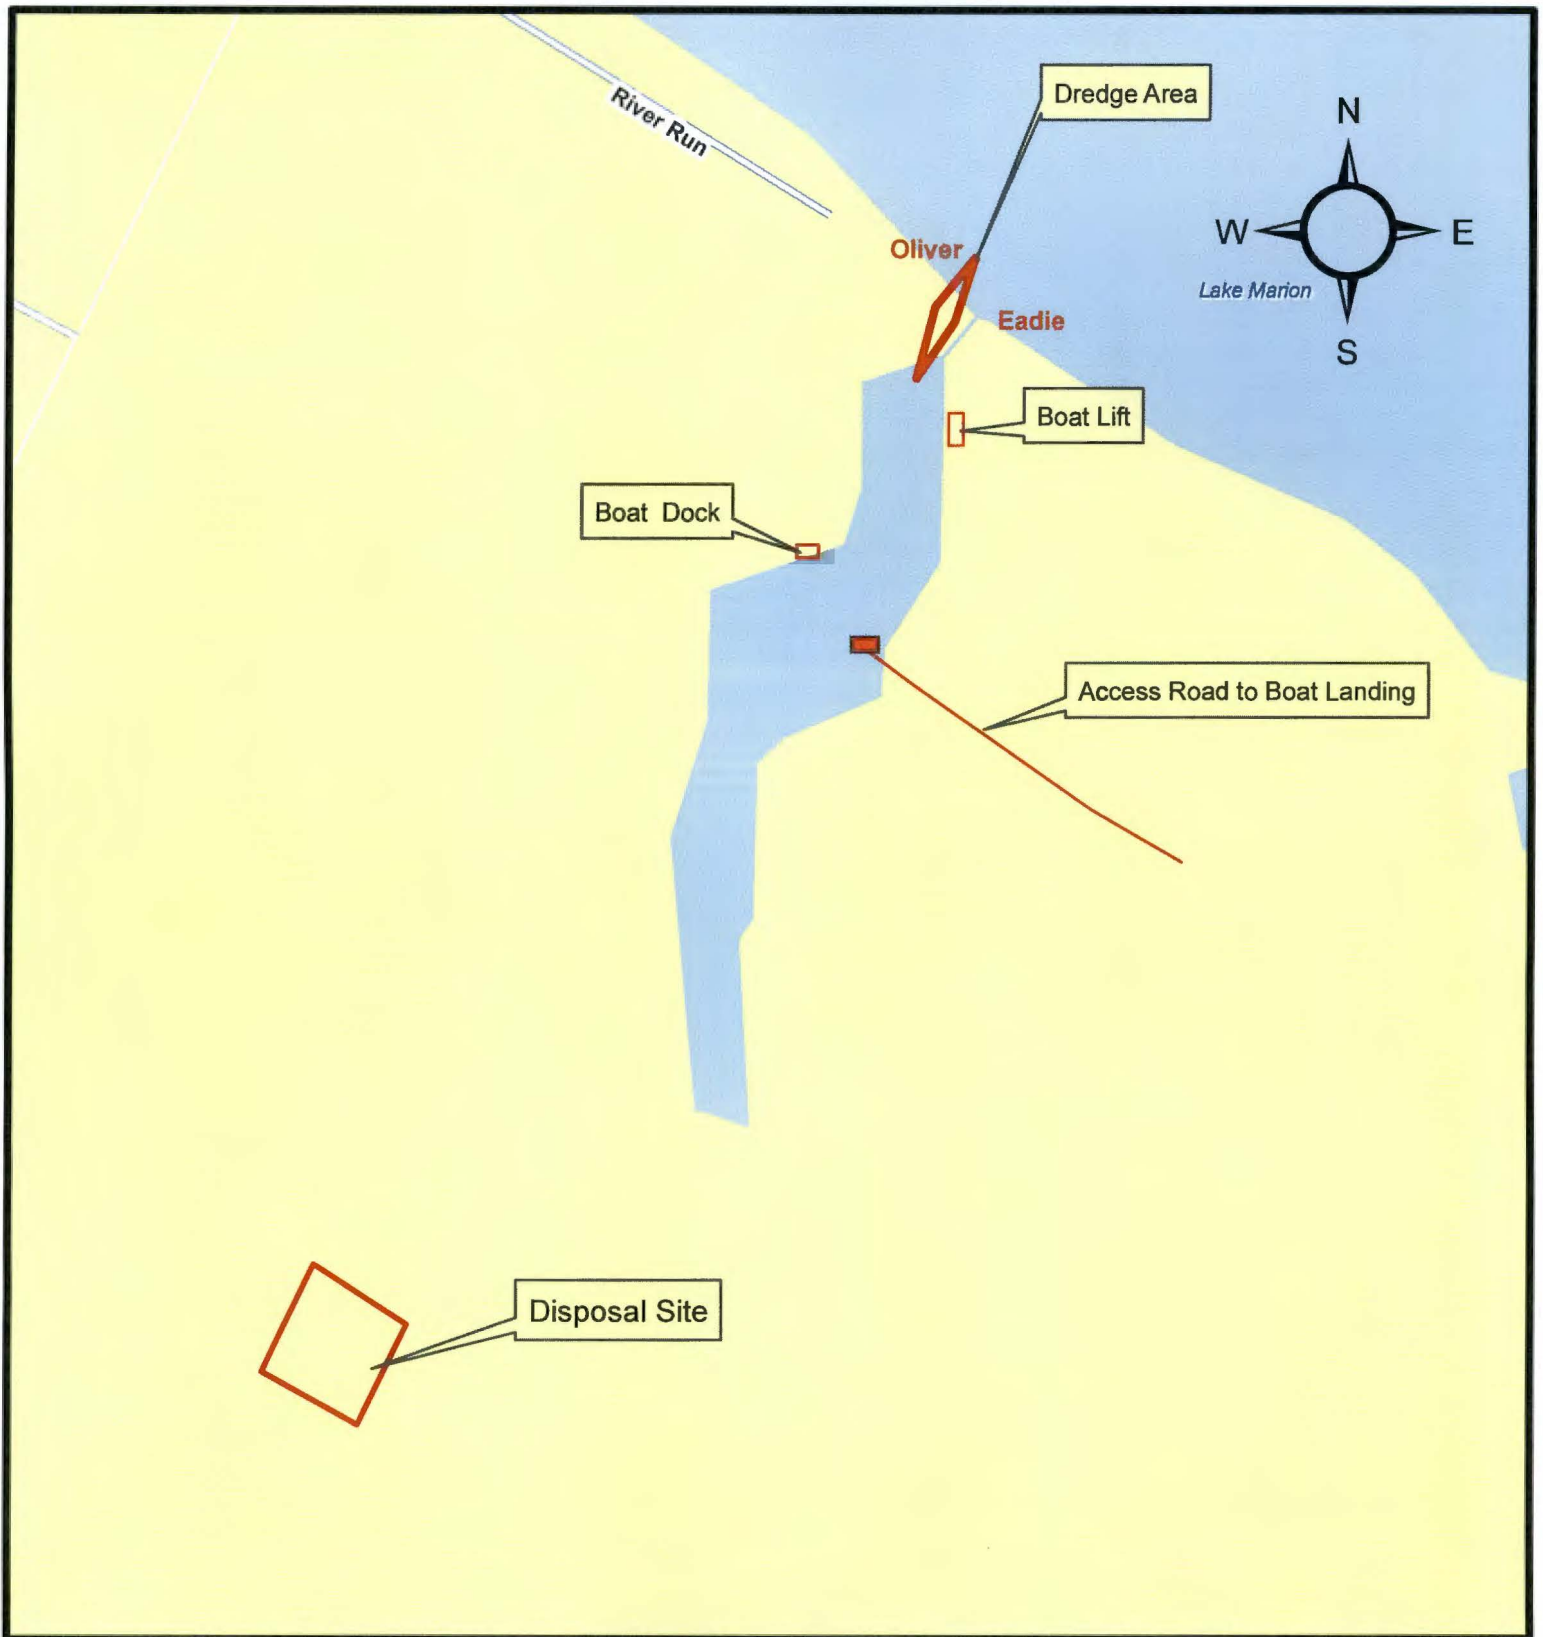 River Run
Dredge Area
N
W
E
Lake Marion
S
Oliver
Eadie
Boat Lift
Boat Dock
Access Road to Boat Landing
Disposal Site